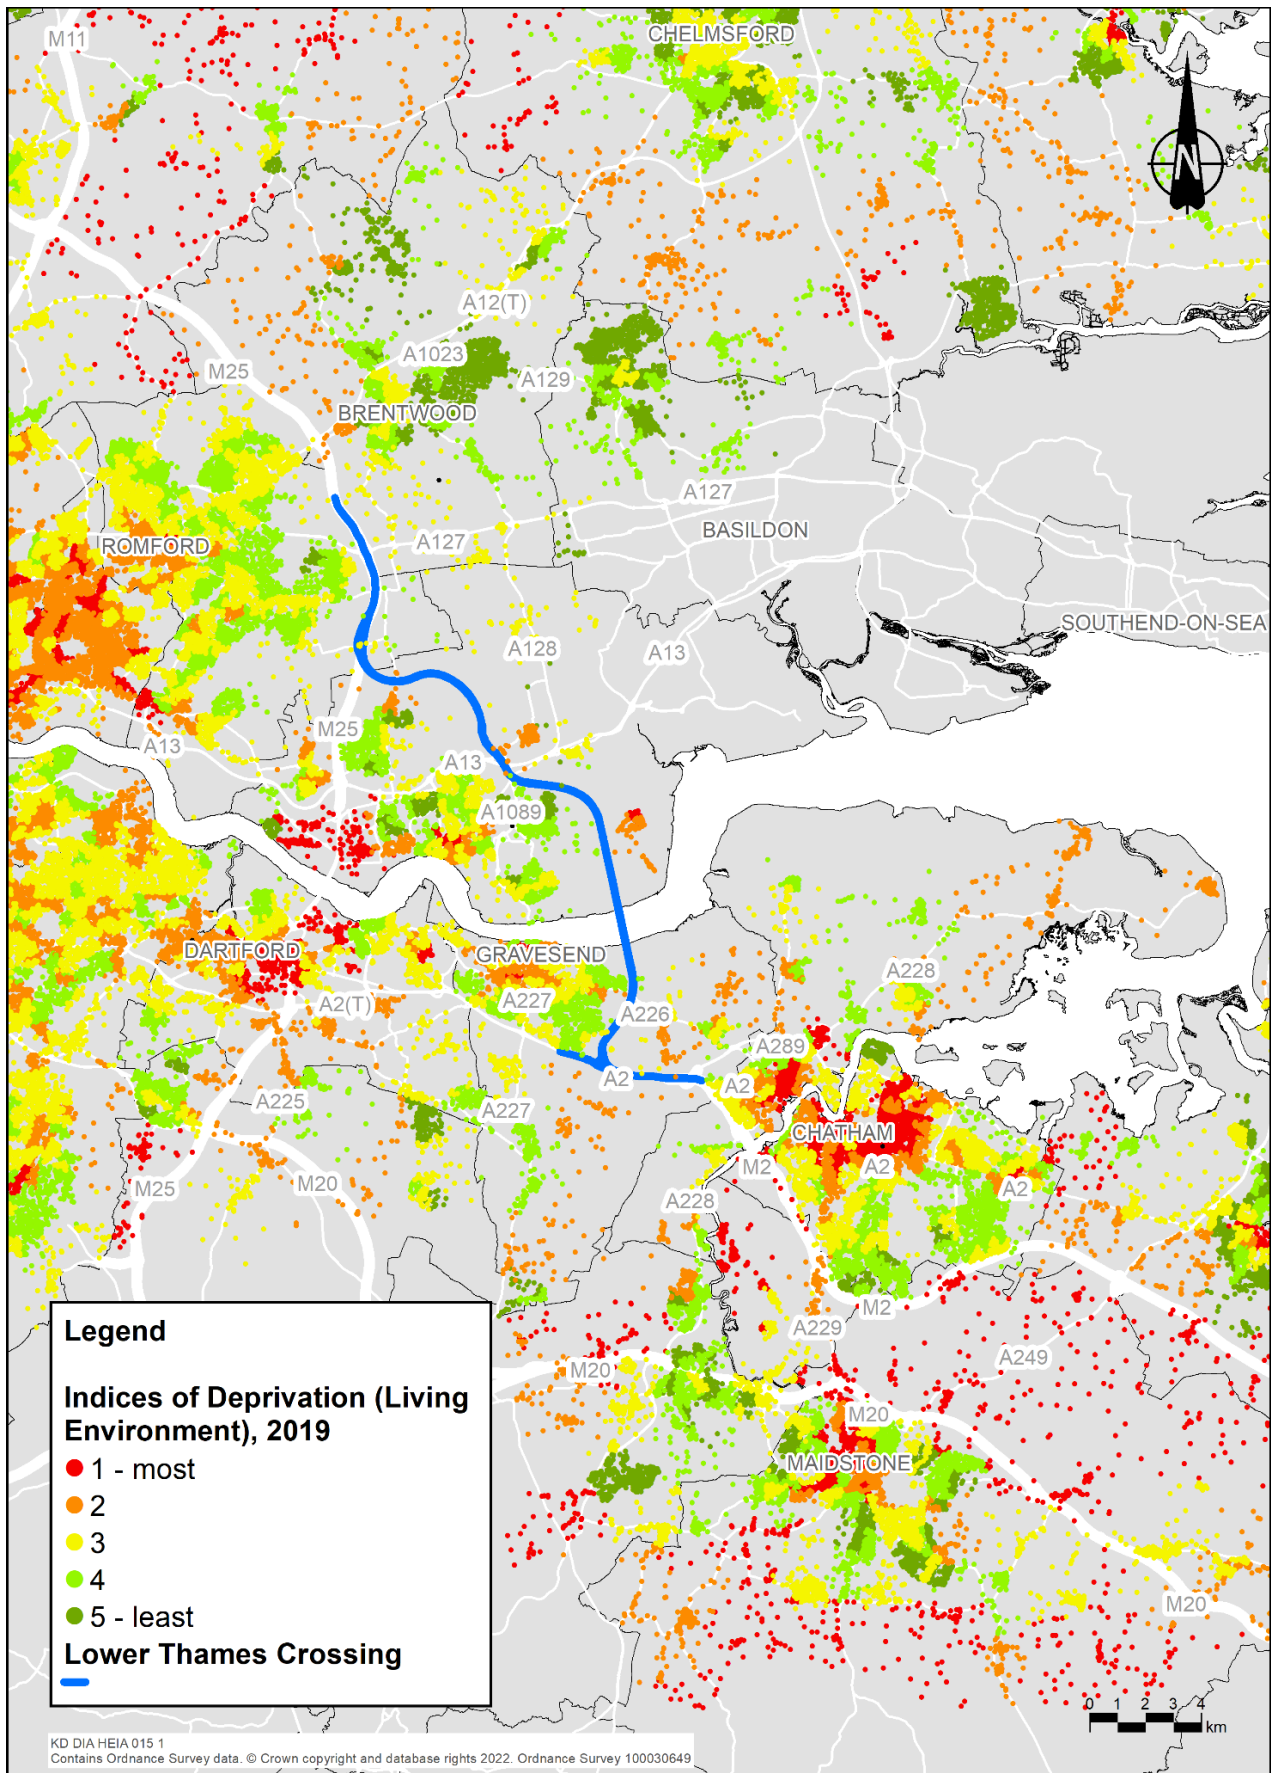 M11
CHELMSFORD
N
A12(T)
A1023
M25
A129
BRENTWOOD
A127
BASILDON
ROMFORD
A127
SOUTHEND-ON-SEA
A128
A13
M25
A13
A13
A1089
DARTFORD
GRAVESEND
A228
A2(T)
A227
A226
A289
A2
A2
A225
A227
CHATHAM
M2
A2
M25
M20
A2
A228
M2
A229
A249
M20
M20
MAIDSTONE
M20
Legend
Indices of Deprivation (Living
Environment), 2019
1 - most
2
3
4
5 - least
Lower Thames Crossing
0 1 2 3 4
km
KD DIA HEIA 015 1
Contains Ordnance Survey data. © Crown copyright and database rights 2022. Ordnance Survey 100030649